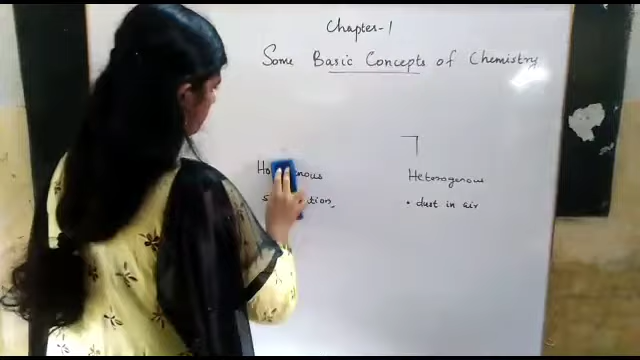 Chapter-1
Some Basic Concepts of Chemistry
Heterogenous
• dust in air